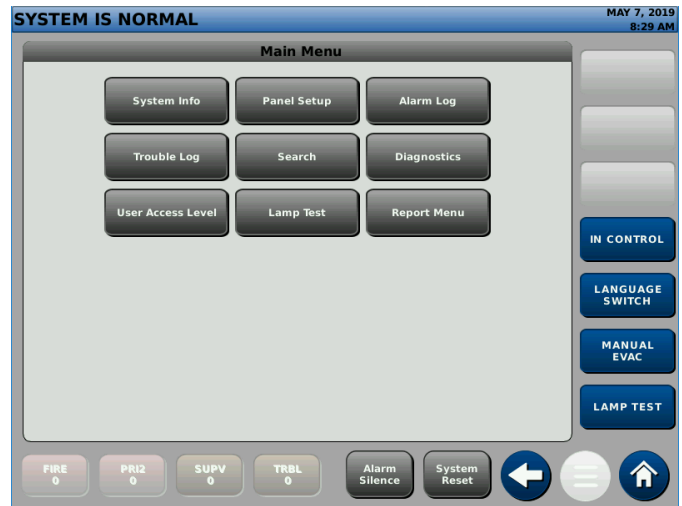 SYSTEM IS NORMAL
MAY 7, 2019
8:29 AM
Main Menu
System Info
Panel Setup
Alarm Log
Trouble Log
Search
Diagnostics
User Access Level
Lamp Test
Report Menu
IN CONTROL
LANGUAGE
SWITCH
MANUAL
EVAC
LAMP TEST
FIRE
0
PRI2
0
SUPV
0
TRBL
0
Alarm
Silence
System
Reset